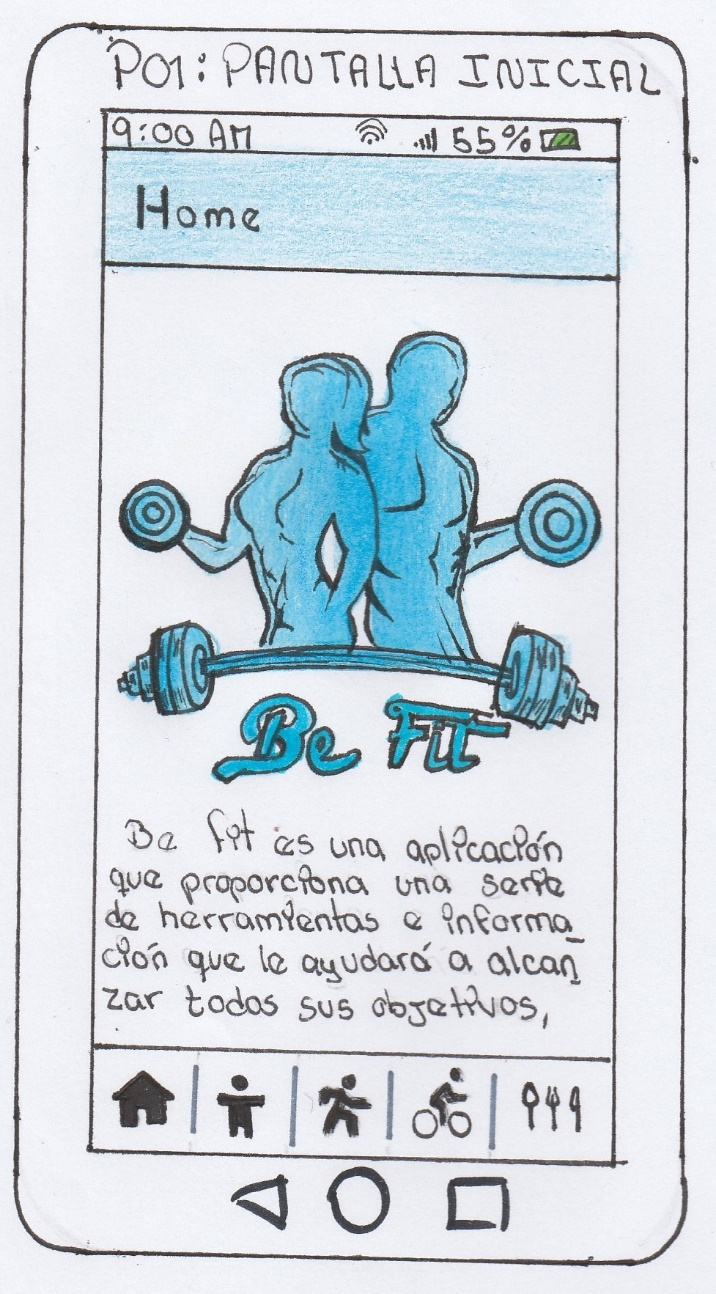 P01: PANTALLA INICIAL
9:00 AM 55%
Home
Be Fit
Be fit es una aplicación
que proporciona una serie
de herramientas e informa_
ción que le ayudará a alcan_
zar todos sus objetivos,